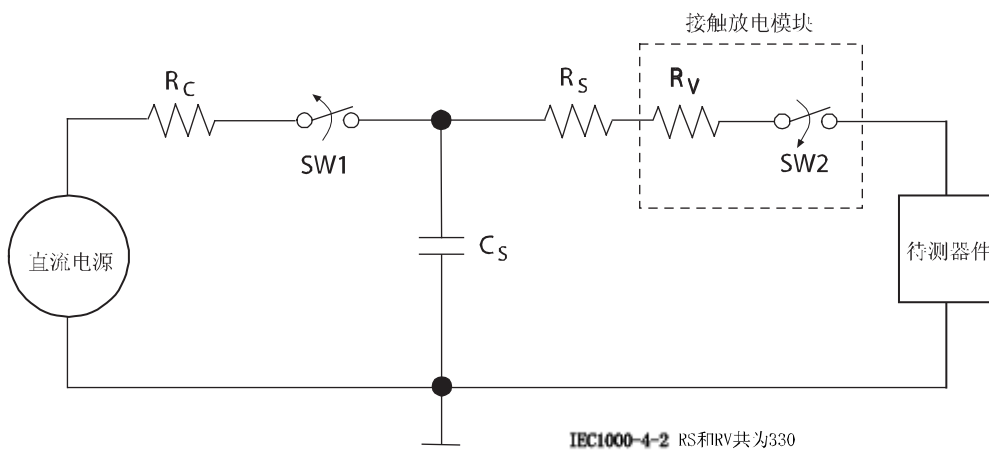 接触放电模块
RC
RS
RV
SW1
SW2
CS
直流电源
待测器件
IEC1000-4-2 RS和RV共为330